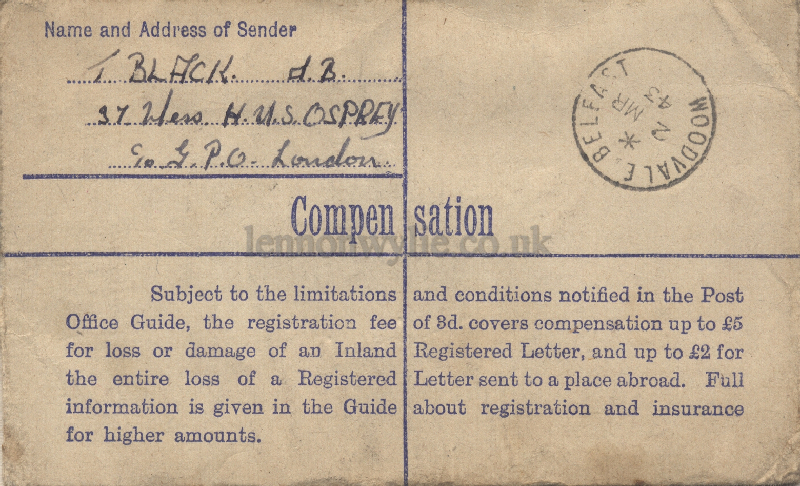 Name and Address of Sender
T BLACK. A.B.
37 Mess H.M.S OSPREY
c/o G.P.O. London.
WOODVALE. BELFAST
2
MR
43
Compensation
lennonwylie.co.uk
Subject to the limitations and conditions notified in the Post
Office Guide, the registration fee of 3d. covers compensation up to £5
for loss or damage of an Inland Registered Letter, and up to £2 for
the entire loss of a Registered Letter sent to a place abroad. Full
information is given in the Guide about registration and insurance
for higher amounts.